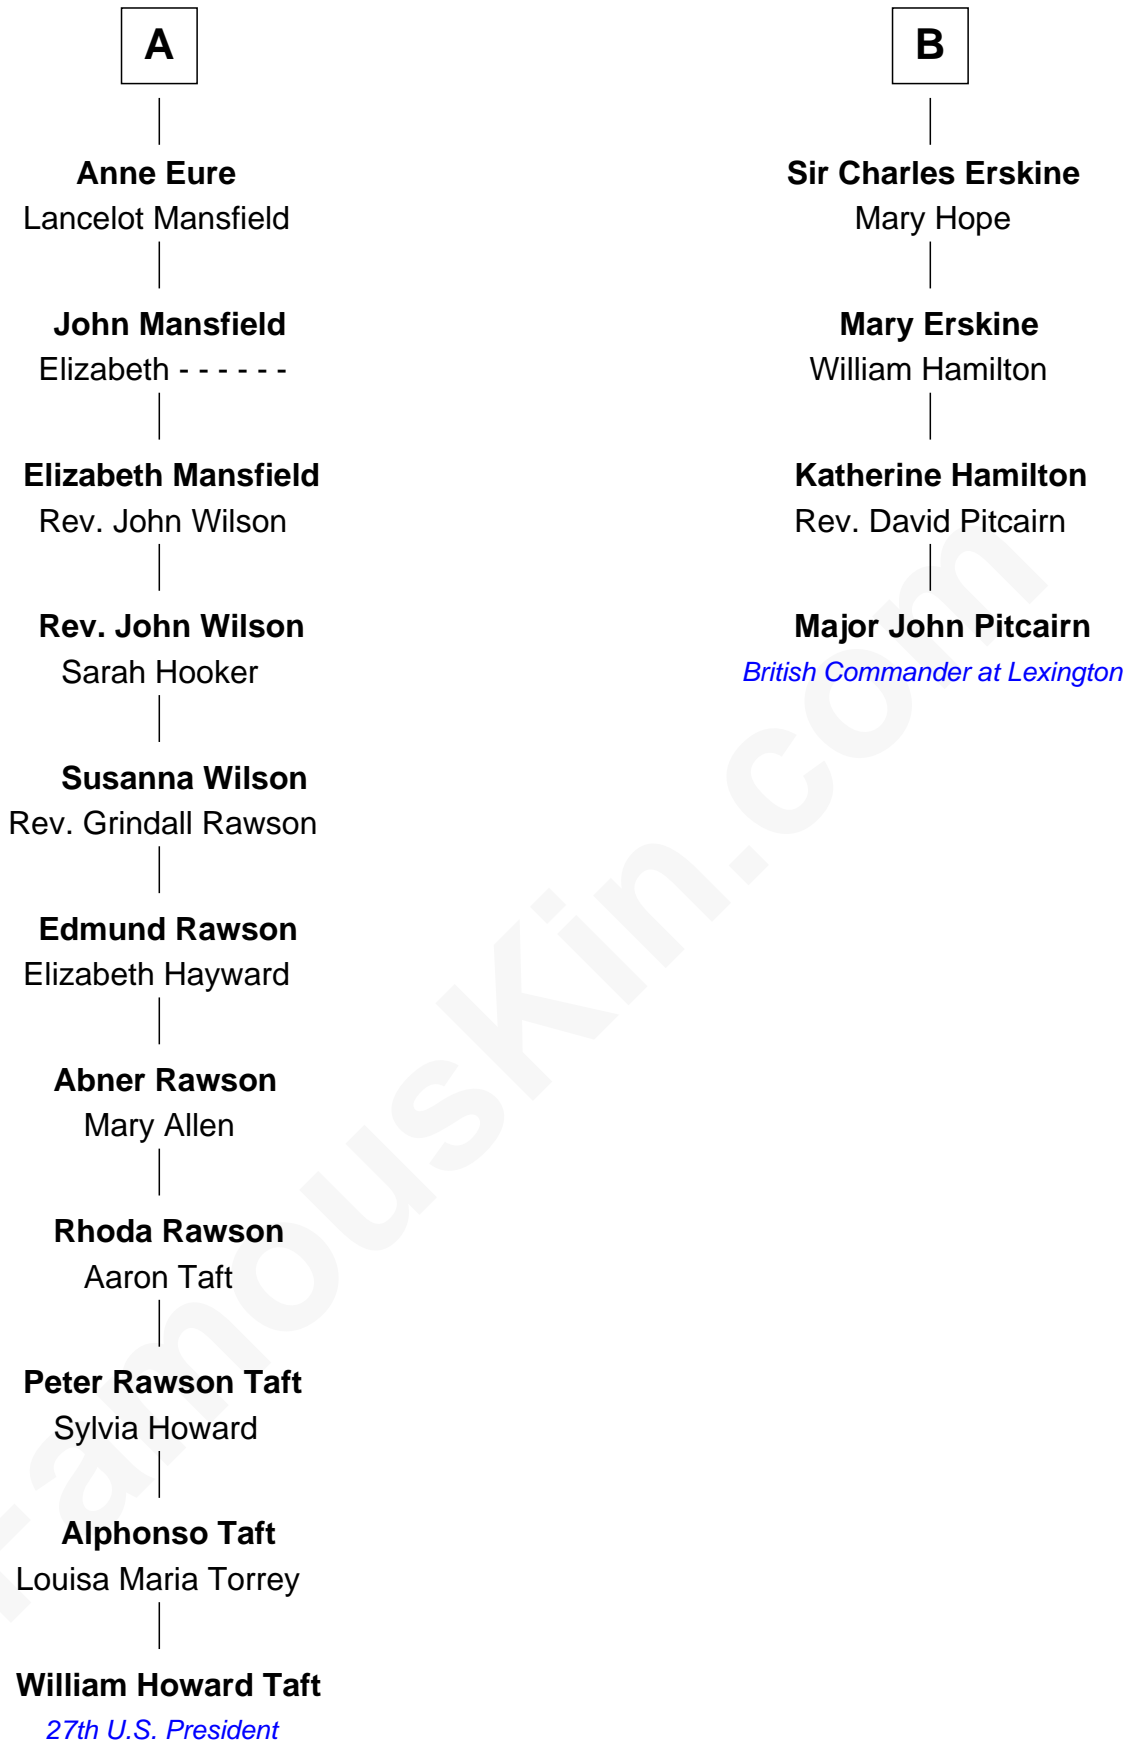 A
Anne Eure
Lancelot Mansfield
John Mansfield
Elizabeth - - - - - -
Elizabeth Mansfield
Rev. John Wilson
Rev. John Wilson
Sarah Hooker
Susanna Wilson
Rev. Grindall Rawson
Edmund Rawson
Elizabeth Hayward
Abner Rawson
Mary Allen
Rhoda Rawson
Aaron Taft
Peter Rawson Taft
Sylvia Howard
Alphonso Taft
Louisa Maria Torrey
William Howard Taft
27th U.S. President
B
Sir Charles Erskine
Mary Hope
Mary Erskine
William Hamilton
Katherine Hamilton
Rev. David Pitcairn
Major John Pitcairn
British Commander at Lexington
FamousKin.com